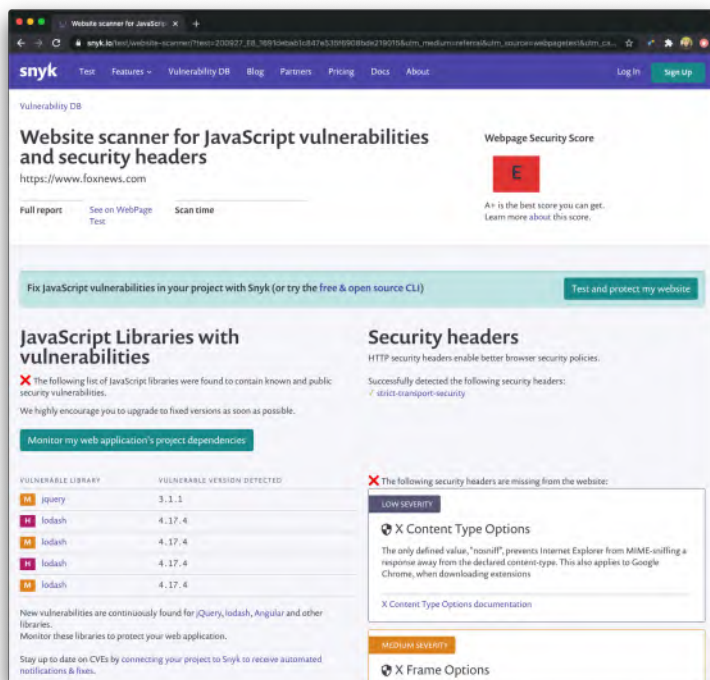 Website scanner for JavaScrip
snyk Test Features Vulnerability DB Blog Partners Pricing Docs About Log In Sign Up
Vulnerability DB
Website scanner for JavaScript vulnerabilities
and security headers
https://www.foxnews.com
Full report See on WebPage
Test
Scan time
Webpage Security Score
E
A+ is the best score you can get.
Learn more about this score.
Fix JavaScript vulnerabilities in your project with Snyk (or try the free & open source CLI)
Test and protect my website
JavaScript Libraries with
vulnerabilities
The following list of JavaScript libraries were found to contain known and public
security vulnerabilities.
We highly encourage you to upgrade to fixed versions as soon as possible.
Monitor my web application's project dependencies
VULNERABLE LIBRARY VULNERABLE VERSION DETECTED
M jquery 3.1.1
H lodash 4.17.4
M lodash 4.17.4
H lodash 4.17.4
M lodash 4.17.4
New vulnerabilities are continuously found for jQuery, lodash, Angular and other
libraries.
Monitor these libraries to protect your web application.
Stay up to date on CVEs by connecting your project to Snyk to receive automated
notifications & fixes.
Security headers
HTTP security headers enable better browser security policies.
Successfully detected the following security headers:
✓ strict-transport-security
The following security headers are missing from the website:
LOW SEVERITY
X Content Type Options
The only defined value, "nosniff", prevents Internet Explorer from MIME-sniffing a
response away from the declared content-type. This also applies to Google
Chrome, when downloading extensions
X Content Type Options documentation
MEDIUM SEVERITY
X Frame Options